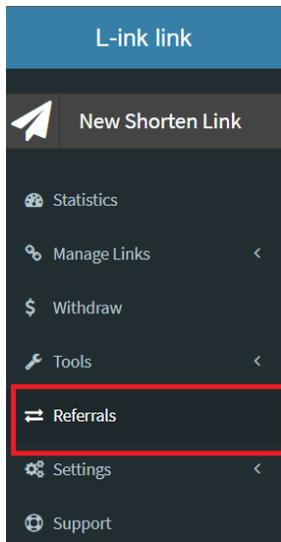 L-ink link
New Shorten Link
Statistics
Manage Links
Withdraw
Tools
Referrals
Settings
Support